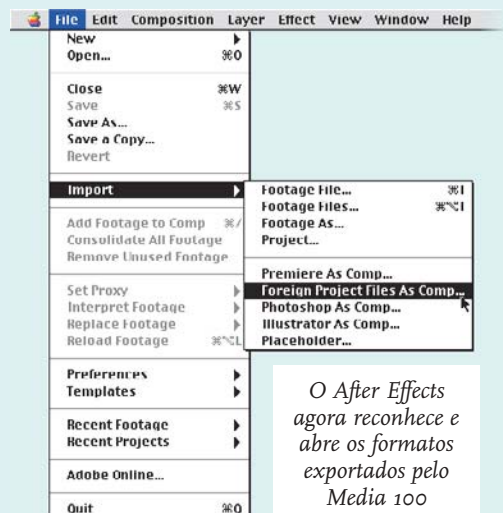 File Edit Composition Layer Effect View Window Help
New
Open... ⌘O
Close ⌘W
Save ⌘S
Save As...
Save a Copy...
Revert
Import
Add Footage to Comp ⌘/
Consolidate All Footage
Remove Unused Footage
Set Proxy
Interpret Footage
Replace Footage
Reload Footage ⌘⌥L
Preferences
Templates
Recent Footage
Recent Projects
Adobe Online...
Quit ⌘Q
Footage File... ⌘I
Footage Files... ⌘⌥I
Footage As...
Project...
Premiere As Comp...
Foreign Project Files As Comp...
Photoshop As Comp...
Illustrator As Comp...
Placeholder...
O After Effects
agora reconhece e
abre os formatos
exportados pelo
Media 100